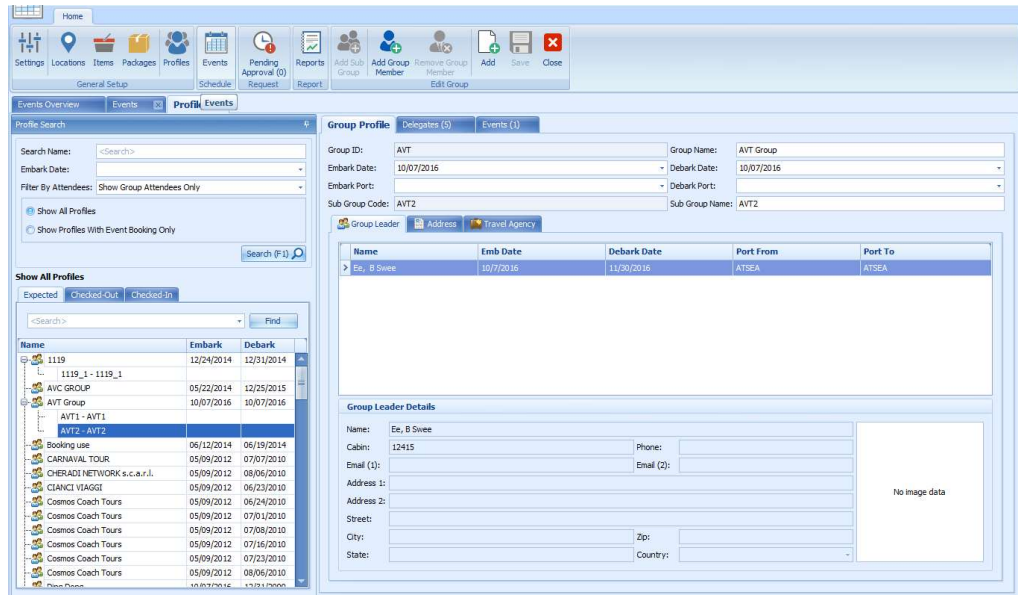 Home
Settings Locations Items Packages Profiles Events Pending Approval (0) Reports Add Sub Group Add Group Member Remove Group Member Add Save Close
General Setup Schedule Request Report Edit Group
Events Overview Events Profil Events
Profile Search
Search Name: <Search>
Embark Date:
Filter By Attendees: Show Group Attendees Only
Show All Profiles
Show Profiles With Event Booking Only
Search (F1)
Show All Profiles
Expected Checked-Out Checked-In
<Search> Find
Name Embark Debark
1119 12/24/2014 12/31/2014
1119_1 - 1119_1
AVC GROUP 05/22/2014 12/25/2015
AVT Group 10/07/2016 10/07/2016
AVT1 - AVT1
AVT2 - AVT2
Booking use 06/12/2014 06/19/2014
CARNAVAL TOUR 05/09/2012 07/07/2010
CHERADI NETWORK s.c.a.r.l. 05/09/2012 08/06/2010
CIANCI VIAGGI 05/09/2012 06/23/2010
Cosmos Coach Tours 05/09/2012 06/24/2010
Cosmos Coach Tours 05/09/2012 07/01/2010
Cosmos Coach Tours 05/09/2012 07/08/2010
Cosmos Coach Tours 05/09/2012 07/16/2010
Cosmos Coach Tours 05/09/2012 07/23/2010
Cosmos Coach Tours 05/09/2012 08/06/2010
Group Profile Delegates (5) Events (1)
Group ID: AVT Group Name: AVT Group
Embark Date: 10/07/2016 Debark Date: 10/07/2016
Embark Port: Debark Port:
Sub Group Code: AVT2 Sub Group Name: AVT2
Group Leader Address Travel Agency
Name Emb Date Debark Date Port From Port To
Ee, B Swee 10/7/2016 11/30/2016 ATSEA ATSEA
Group Leader Details
Name: Ee, B Swee
Cabin: 12415 Phone:
Email (1): Email (2):
Address 1:
Address 2:
Street:
City: Zip:
State: Country:
No image data